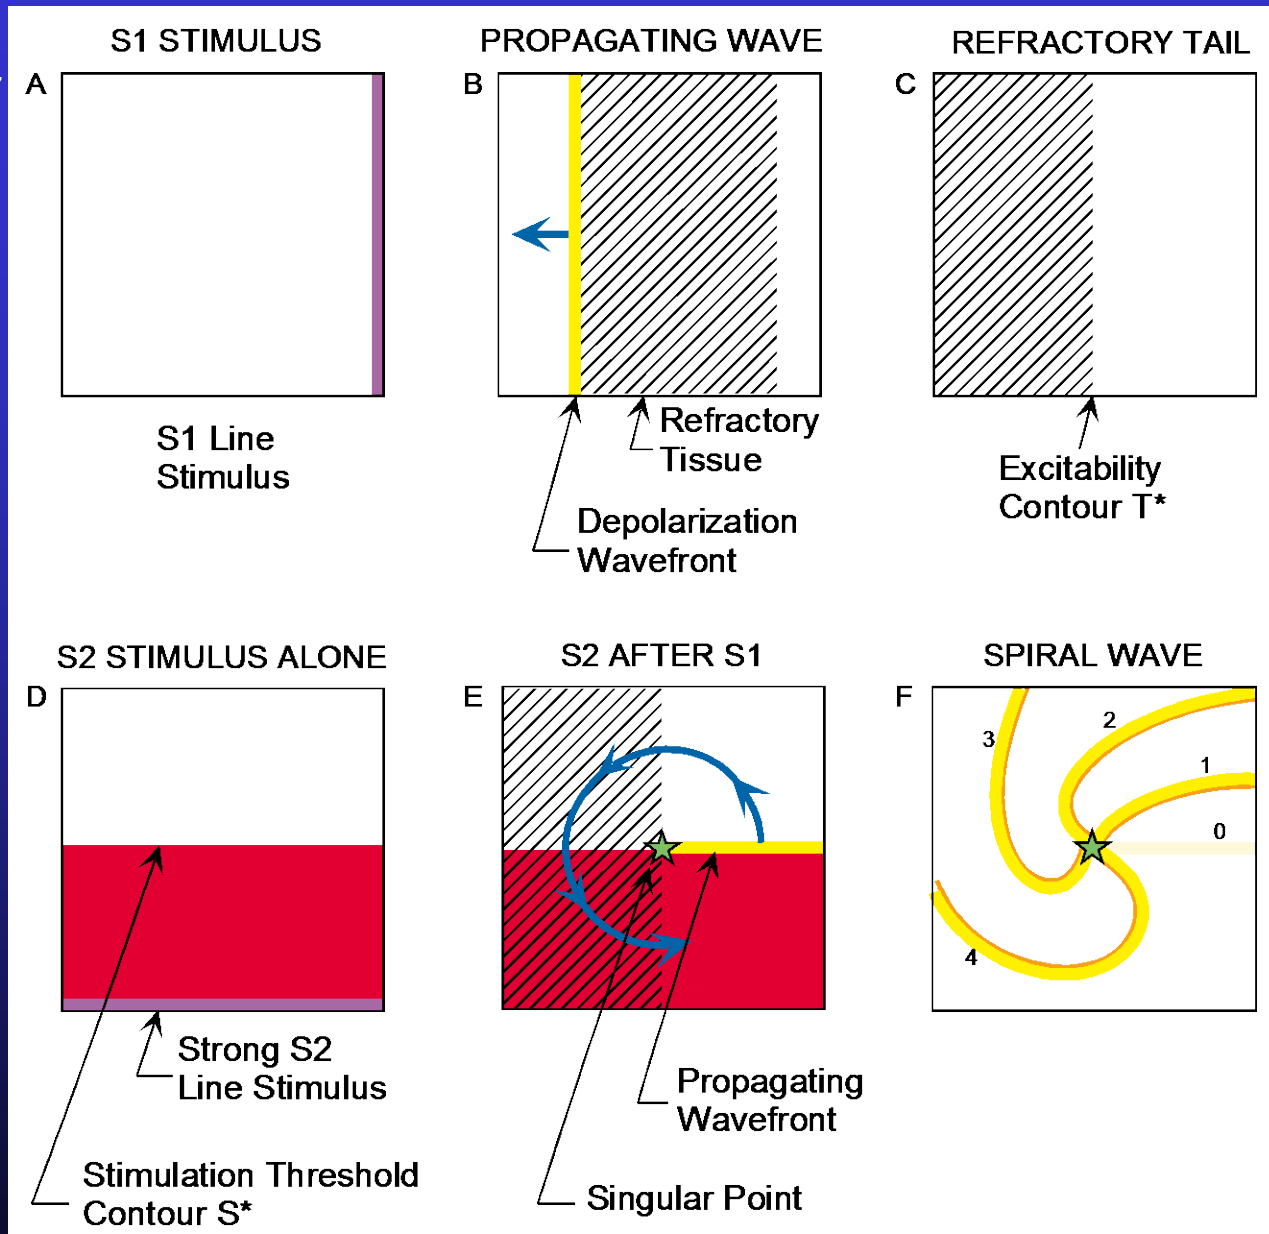 S1 STIMULUS
PROPAGATING WAVE
REFRACTORY TAIL
A
B
C
S1 Line
Stimulus
Refractory
Tissue
Depolarization
Wavefront
Excitability
Contour T*
S2 STIMULUS ALONE
S2 AFTER S1
SPIRAL WAVE
D
E
F
3
2
1
0
4
Strong S2
Line Stimulus
Stimulation Threshold
Contour S*
Propagating
Wavefront
Singular Point